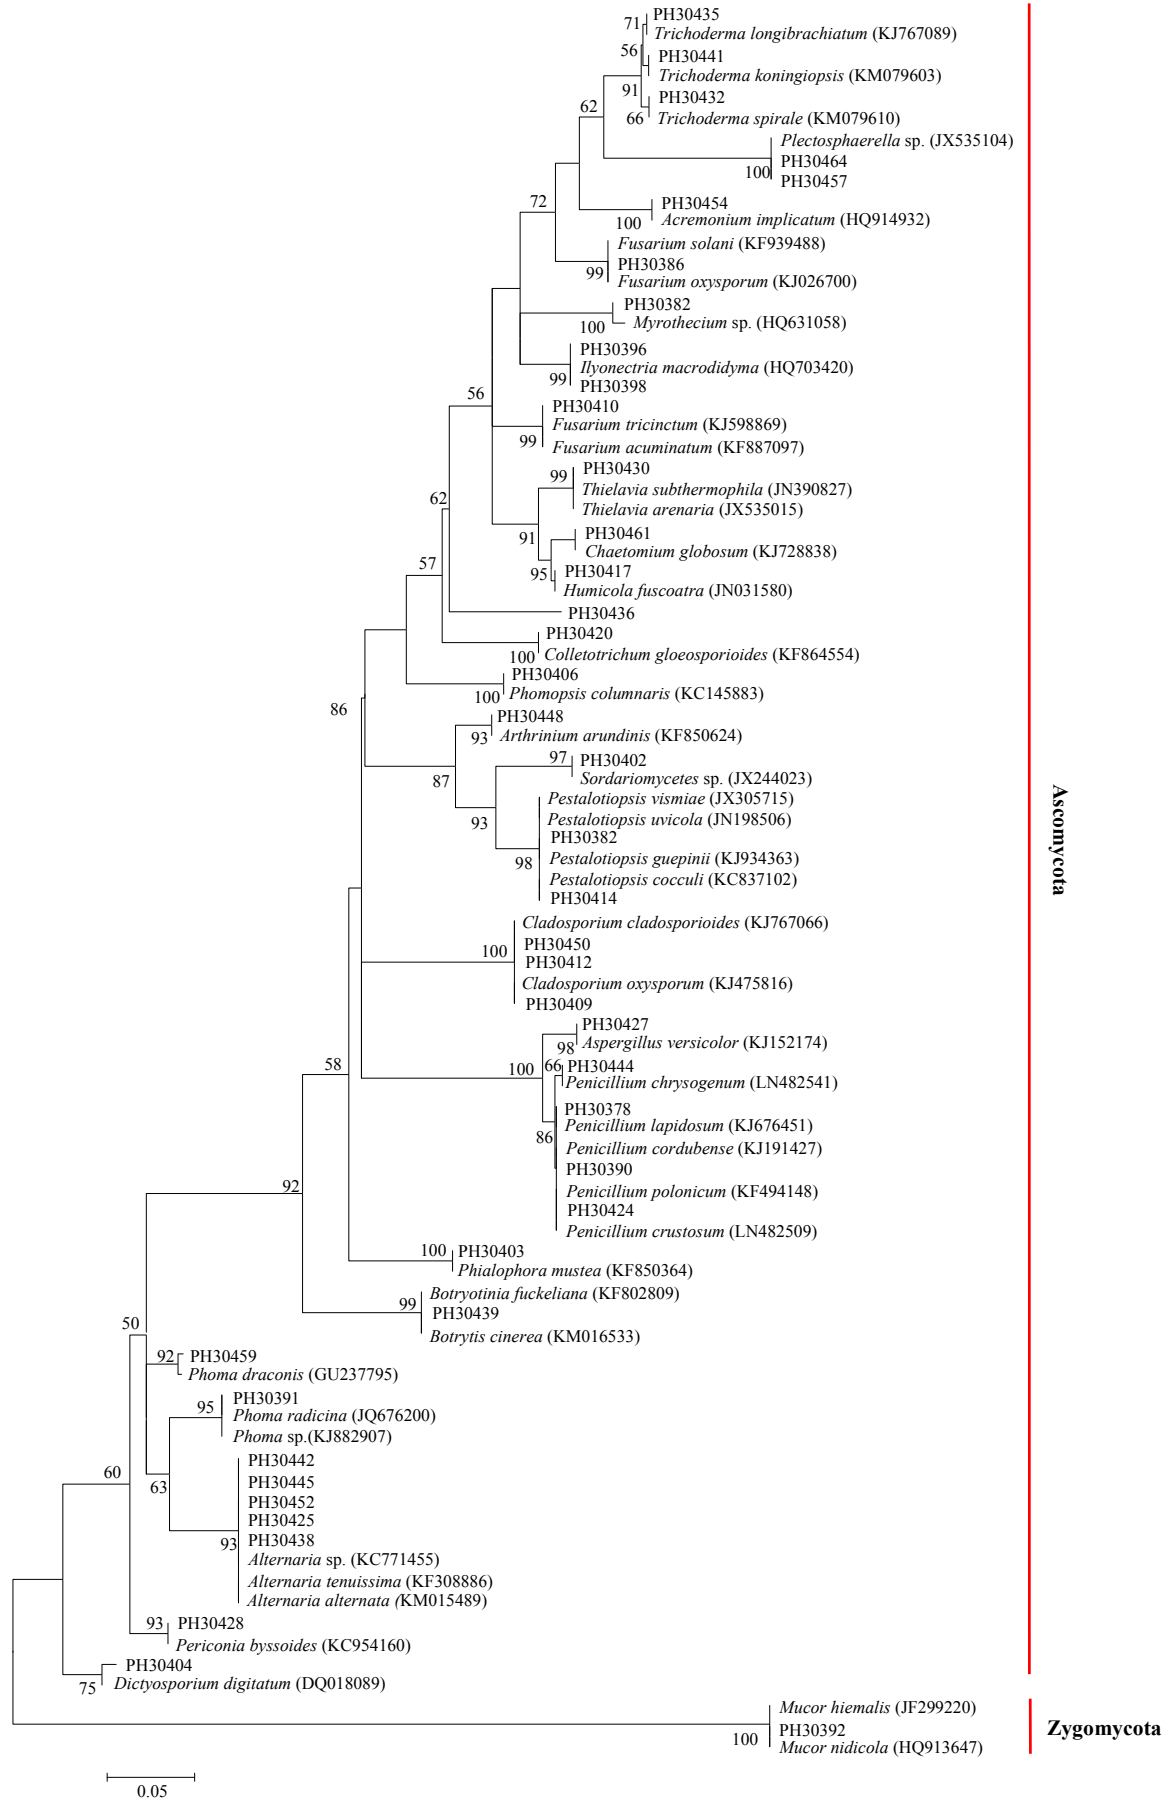 PH30435
71
Trichoderma longibrachiatum (KJ767089)
56
PH30441
Trichoderma koningiopsis (KM079603)
91
PH30432
62
66
Trichoderma spirale (KM079610)
Plectosphaerella sp. (JX535104)
PH30464
100
PH30457
72
PH30454
100
Acremonium implicatum (HQ914932)
Fusarium solani (KF939488)
PH30386
99
Fusarium oxysporum (KJ026700)
PH30382
100
Myrothecium sp. (HQ631058)
PH30396
Ilyonectria macrodidyma (HQ703420)
99
PH30398
56
PH30410
Fusarium tricinctum (KJ598869)
99
Fusarium acuminatum (KF887097)
PH30430
99
Thielavia subthermophila (JN390827)
62
Thielavia arenaria (JX535015)
PH30461
91
Chaetomium globosum (KJ728838)
57
PH30417
95
Humicola fuscoatra (JN031580)
PH30436
PH30420
100
Colletotrichum gloeosporioides (KF864554)
PH30406
100
Phomopsis columnaris (KC145883)
86
PH30448
93
Arthrinium arundinis (KF850624)
97
PH30402
87
Sordariomycetes sp. (JX244023)
Pestalotiopsis vismiae (JX305715)
93
Pestalotiopsis uvicola (JN198506)
PH30382
98
Pestalotiopsis guepinii (KJ934363)
Pestalotiopsis cocculi (KC837102)
PH30414
Ascomycota
Cladosporium cladosporioides (KJ767066)
100
PH30450
PH30412
Cladosporium oxysporum (KJ475816)
PH30409
PH30427
98
Aspergillus versicolor (KJ152174)
58
100
66
PH30444
Penicillium chrysogenum (LN482541)
PH30378
Penicillium lapidosum (KJ676451)
86
Penicillium cordubense (KJ191427)
PH30390
92
Penicillium polonicum (KF494148)
PH30424
Penicillium crustosum (LN482509)
100
PH30403
Phialophora mustea (KF850364)
Botryotinia fuckeliana (KF802809)
99
PH30439
50
Botrytis cinerea (KM016533)
92
PH30459
Phoma draconis (GU237795)
95
PH30391
Phoma radicina (JQ676200)
Phoma sp.(KJ882907)
60
63
PH30442
PH30445
PH30452
PH30425
93
PH30438
Alternaria sp. (KC771455)
Alternaria tenuissima (KF308886)
Alternaria alternata (KM015489)
93
PH30428
Periconia byssoides (KC954160)
PH30404
75
Dictyosporium digitatum (DQ018089)
Mucor hiemalis (JF299220)
100
PH30392
Mucor nidicola (HQ913647)
Zygomycota
0.05